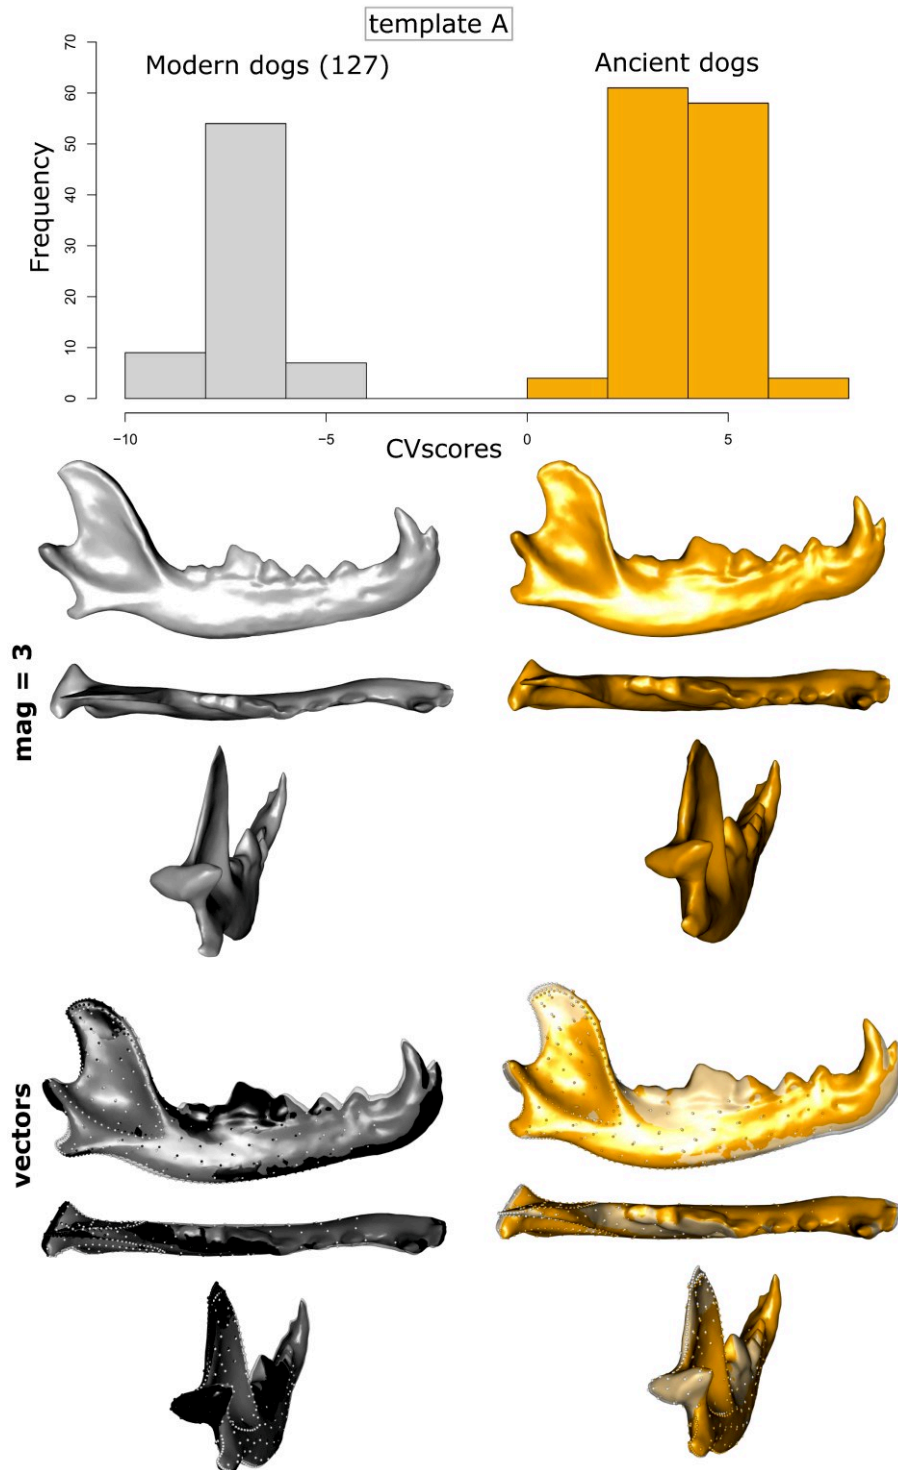 template A
Modern dogs (127)
Ancient dogs
Frequency
70
60
50
40
30
20
10
0
−10
−5
0
5
CVscores
mag = 3
vectors